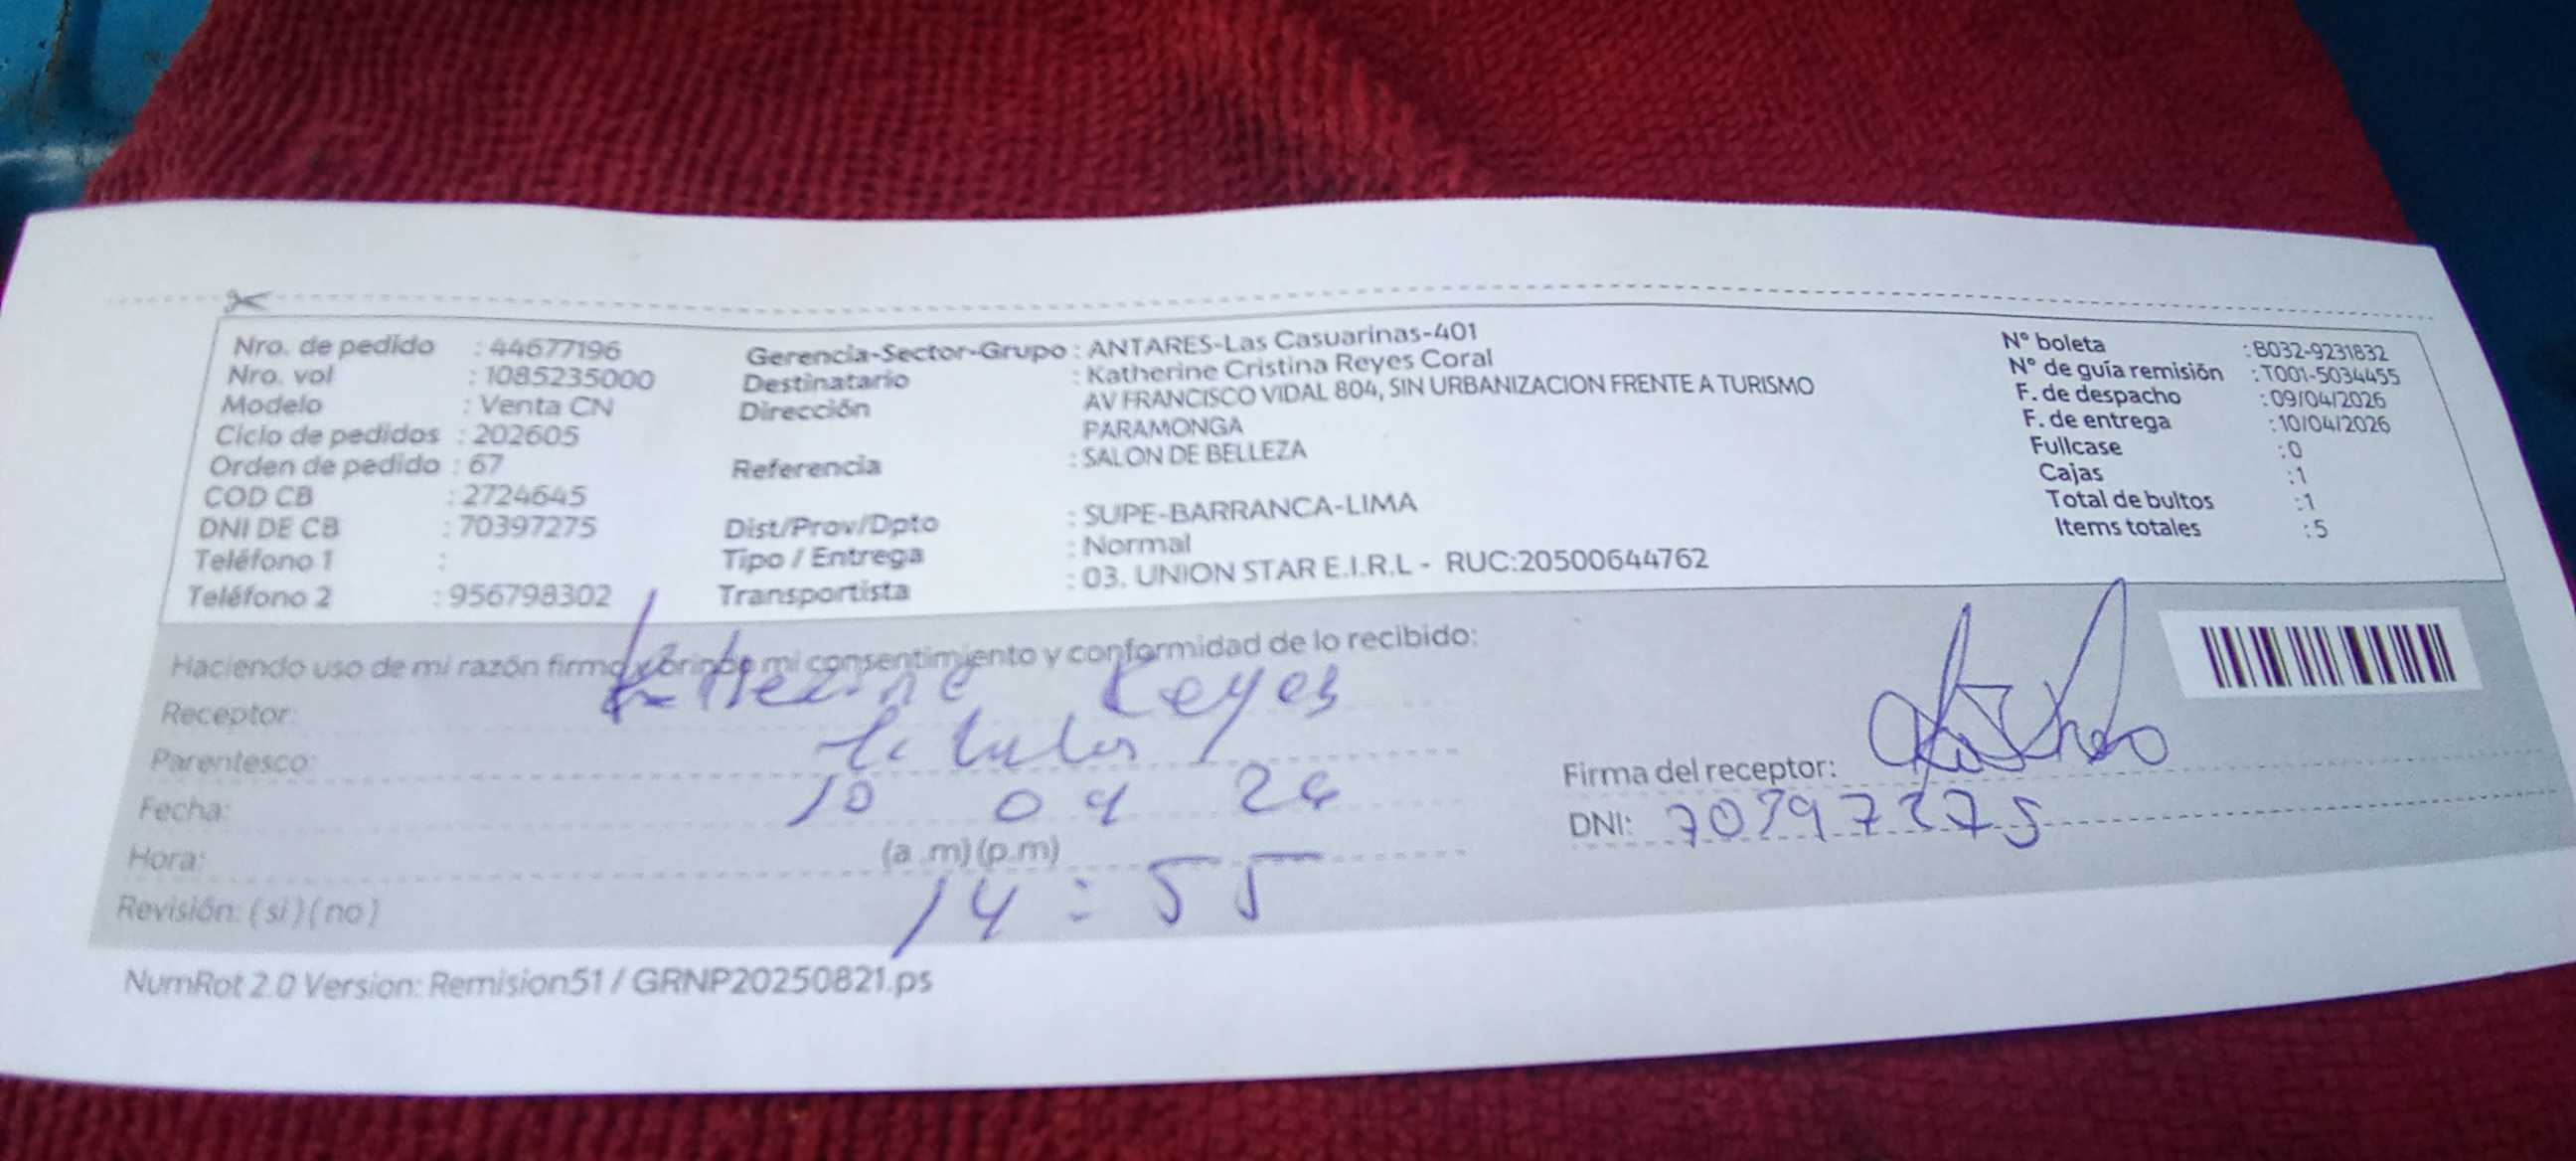 Nro. de pedido : 44677196
Nro. vol : 1085235000
Modelo : Venta CN
Ciclo de pedidos : 202605
Orden de pedido : 67
COD CB : 2724645
DNI DE CB : 70397275
Teléfono 1 :
Teléfono 2 : 956798302
Gerencia-Sector-Grupo : ANTARES-Las Casuarinas-401
Destinatario : Katherine Cristina Reyes Coral
Dirección AV FRANCISCO VIDAL 804, SIN URBANIZACION FRENTE A TURISMO
PARAMONGA
Referencia : SALON DE BELLEZA
Dist/Prov/Dpto : SUPE-BARRANCA-LIMA
Tipo / Entrega : Normal
Transportista : 03. UNION STAR E.I.R.L - RUC:20500644762
N° boleta : B032-9231832
N° de guía remisión : T001-5034455
F. de despacho : 09/04/2026
F. de entrega : 10/04/2026
Fullcase : 0
Cajas : 1
Total de bultos : 1
Items totales : 5
Haciendo uso de mi razón firmo y brindo mi consentimiento y conformidad de lo recibido:
Receptor: Katherine Reyes
Parentesco: titular
Fecha: 10 04 26
Hora: (a .m) (p.m) 14:55
Revisión: ( si ) ( no )
Firma del receptor:
DNI: 70397275
NumRot 2.0 Version: Remision51 / GRNP20250821.ps